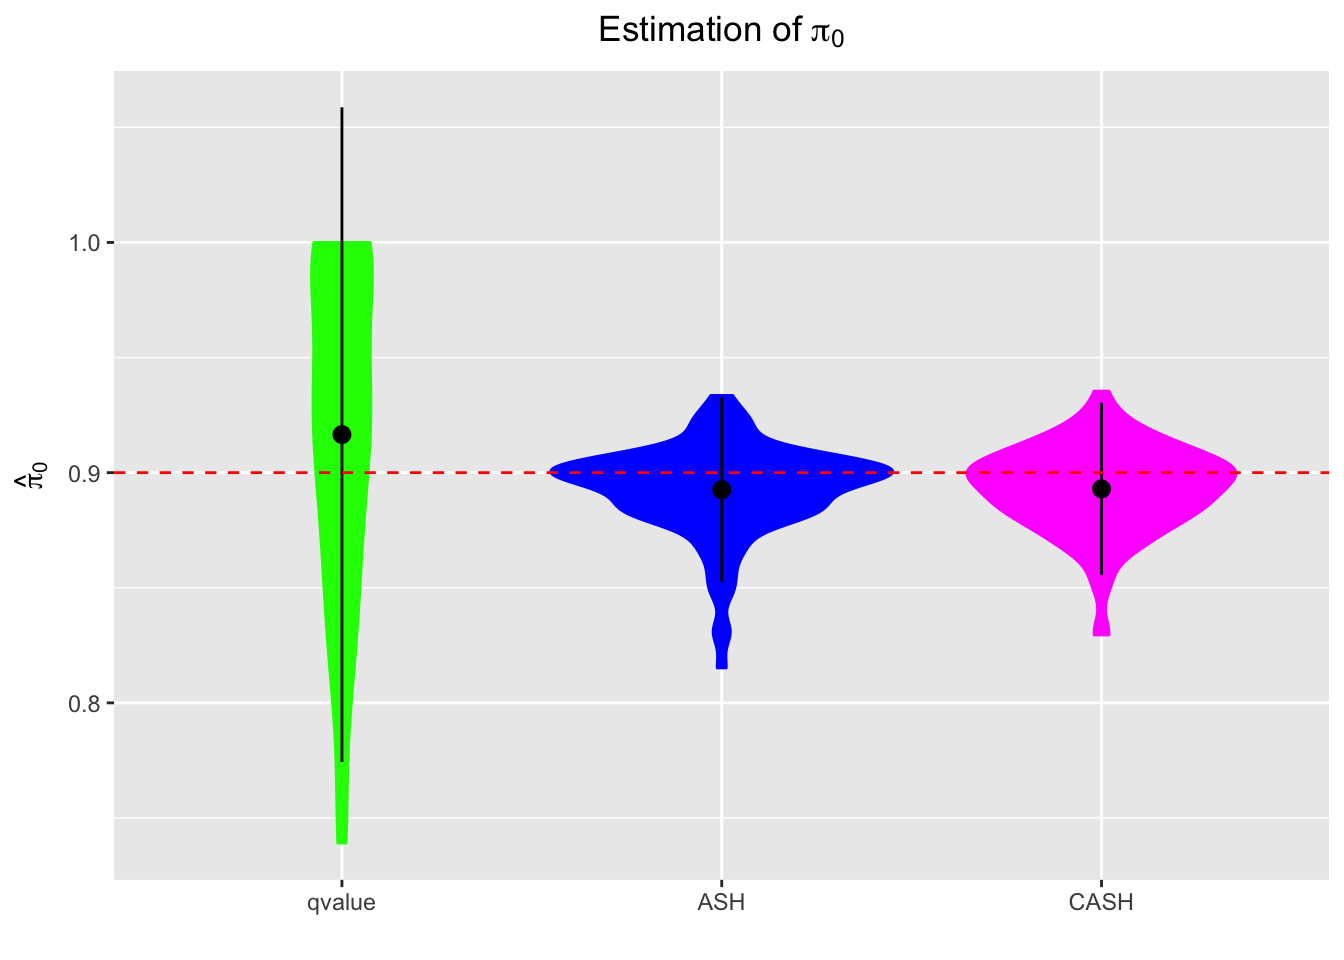 Estimation of π₀
1.0
0.9
0.8
π̂₀
qvalue
ASH
CASH